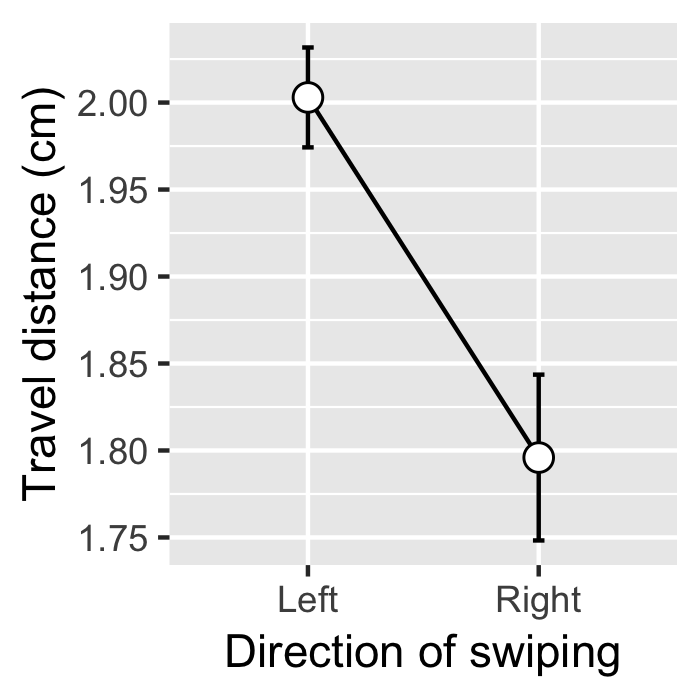 Travel distance (cm)
2.00
1.95
1.90
1.85
1.80
1.75
Left Right
Direction of swiping